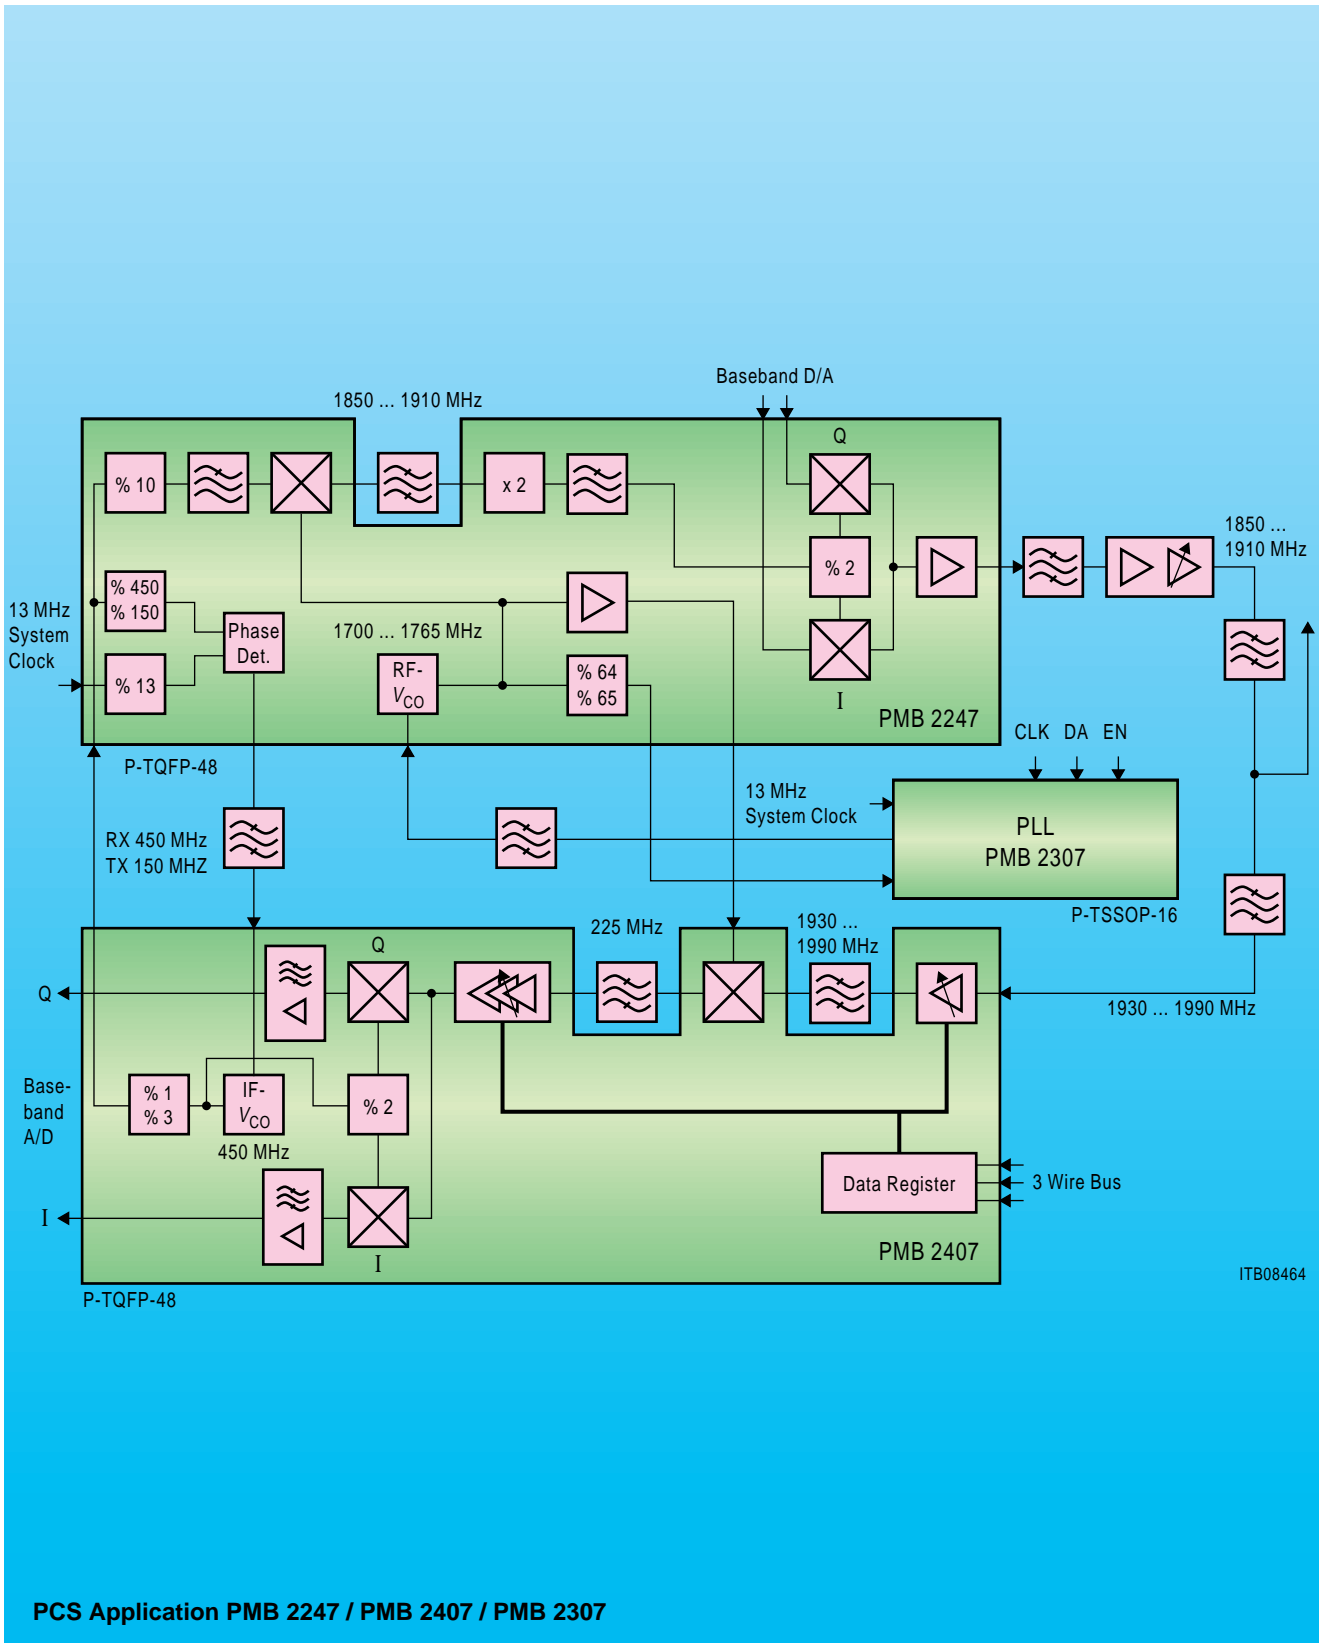 Baseband D/A
1850 ... 1910 MHz
Q
% 10
x 2
1850 ...
1910 MHz
% 2
% 450
% 150
13 MHz
System
Clock
Phase
Det.
1700 ... 1765 MHz
% 13
RF-
VCO
% 64
% 65
I
PMB 2247
CLK DA EN
P-TQFP-48
13 MHz
System Clock
PLL
PMB 2307
RX 450 MHz
TX 150 MHZ
P-TSSOP-16
225 MHz
1930 ...
1990 MHz
Q
Q
1930 ... 1990 MHz
Base-
band
A/D
% 1
% 3
IF-
VCO
% 2
450 MHz
Data Register
3 Wire Bus
I
I
PMB 2407
ITB08464
P-TQFP-48
PCS Application PMB 2247 / PMB 2407 / PMB 2307